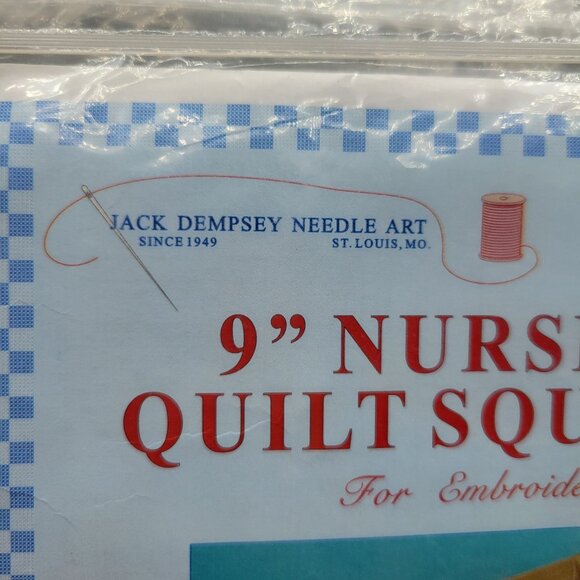 JACK DEMPSEY NEEDLE ART
SINCE 1949 ST. LOUIS, MO.
9” NURS
QUILT SQU
For Embroide